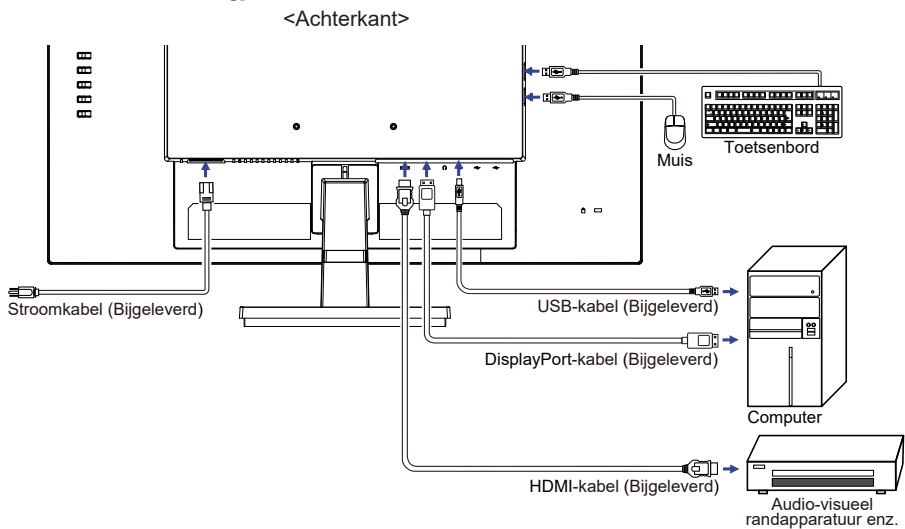 <Achterkant>
Muis
Toetsenbord
Stroomkabel (Bijgeleverd)
USB-kabel (Bijgeleverd)
DisplayPort-kabel (Bijgeleverd)
Computer
HDMI-kabel (Bijgeleverd)
Audio-visueel
randapparatuur enz.